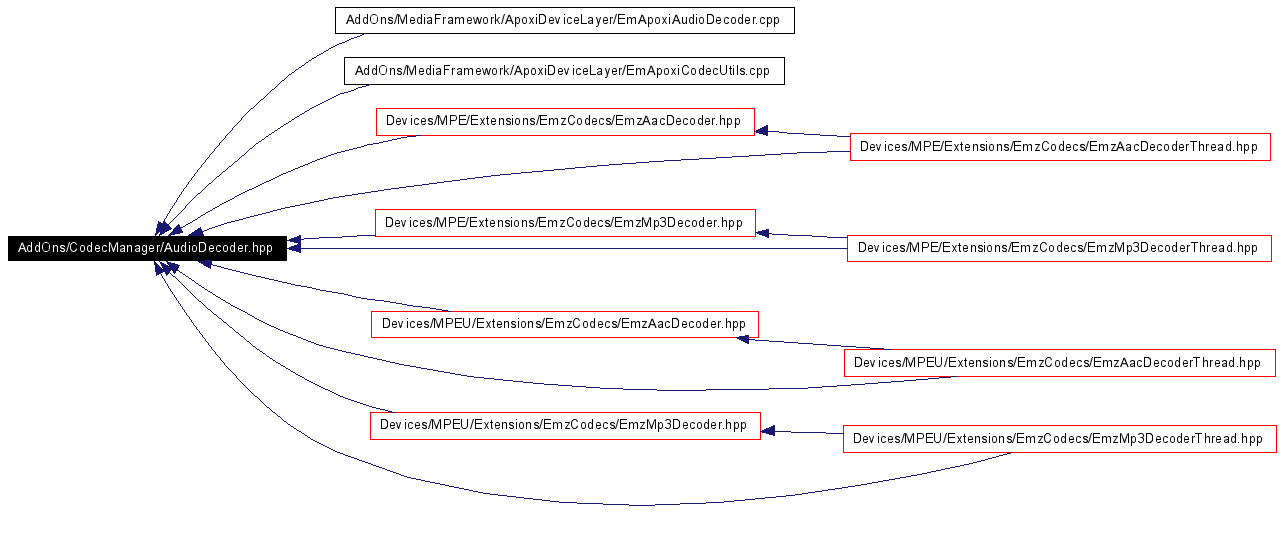 AddOns/MediaFramework/ApoxiDeviceLayer/EmApoxiAudioDecoder.cpp
AddOns/MediaFramework/ApoxiDeviceLayer/EmApoxiCodecUtils.cpp
Devices/MPE/Extensions/EmzCodecs/EmzAacDecoder.hpp
Devices/MPE/Extensions/EmzCodecs/EmzAacDecoderThread.hpp
Devices/MPE/Extensions/EmzCodecs/EmzMp3Decoder.hpp
AddOns/CodecManager/AudioDecoder.hpp
Devices/MPE/Extensions/EmzCodecs/EmzMp3DecoderThread.hpp
Devices/MPEU/Extensions/EmzCodecs/EmzAacDecoder.hpp
Devices/MPEU/Extensions/EmzCodecs/EmzAacDecoderThread.hpp
Devices/MPEU/Extensions/EmzCodecs/EmzMp3Decoder.hpp
Devices/MPEU/Extensions/EmzCodecs/EmzMp3DecoderThread.hpp